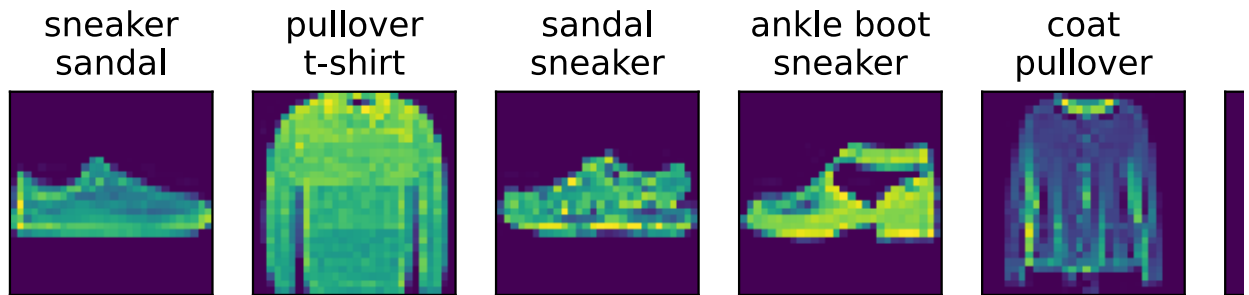 sneaker
sandal
pullover
t-shirt
sandal
sneaker
ankle boot
sneaker
coat
pullover